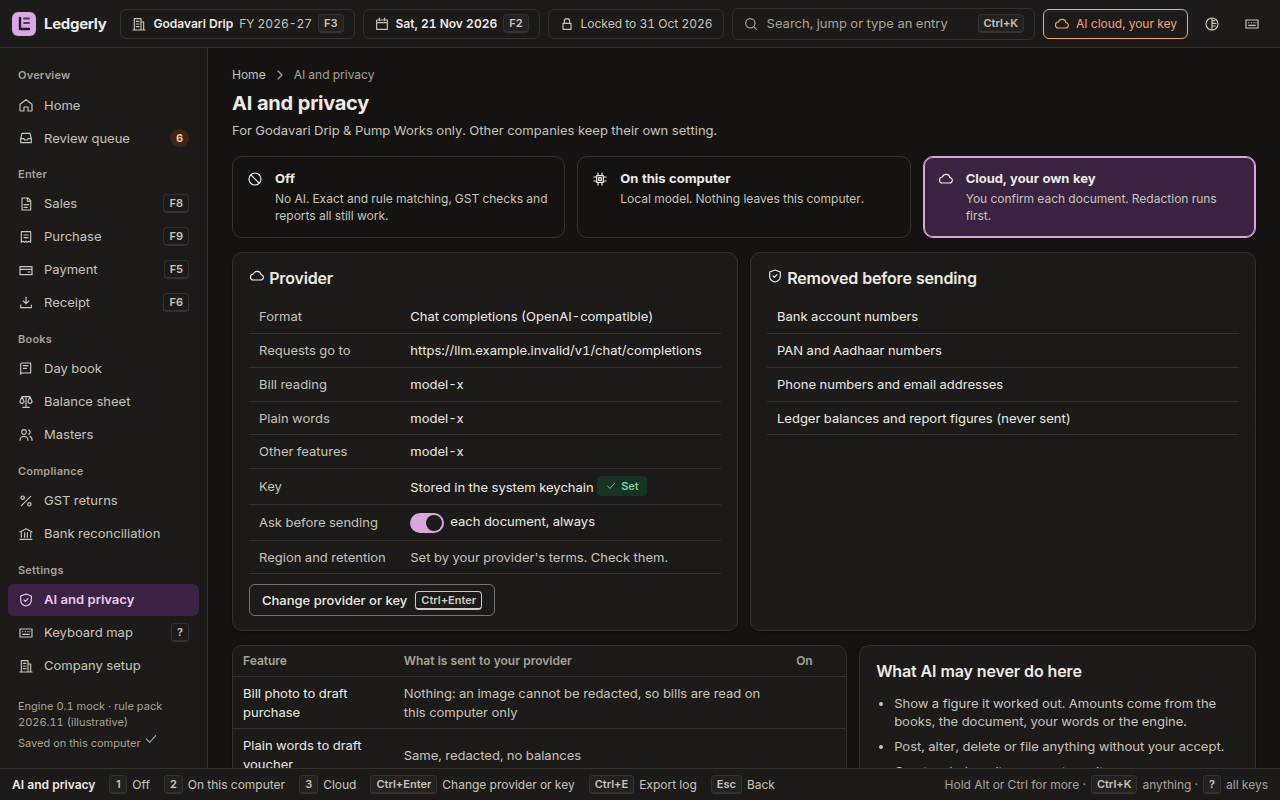 Ledgerly
Godavari Drip FY 2026-27 F3
Sat, 21 Nov 2026 F2
Locked to 31 Oct 2026
Search, jump or type an entry Ctrl+K
AI cloud, your key
Overview
Home
Review queue 6
Enter
Sales F8
Purchase F9
Payment F5
Receipt F6
Books
Day book
Balance sheet
Masters
Compliance
GST returns
Bank reconciliation
Settings
AI and privacy
Keyboard map ?
Company setup
Engine 0.1 mock · rule pack
2026.11 (illustrative)
Saved on this computer
Home > AI and privacy
AI and privacy
For Godavari Drip & Pump Works only. Other companies keep their own setting.
Off
No AI. Exact and rule matching, GST checks and
reports all still work.
On this computer
Local model. Nothing leaves this computer.
Cloud, your own key
You confirm each document. Redaction runs
first.
Provider
Format Chat completions (OpenAI-compatible)
Requests go to https://llm.example.invalid/v1/chat/completions
Bill reading model-x
Plain words model-x
Other features model-x
Key Stored in the system keychain Set
Ask before sending each document, always
Region and retention Set by your provider's terms. Check them.
Change provider or key Ctrl+Enter
Removed before sending
Bank account numbers
PAN and Aadhaar numbers
Phone numbers and email addresses
Ledger balances and report figures (never sent)
Feature What is sent to your provider On
Bill photo to draft
purchase
Nothing: an image cannot be redacted, so bills are read on
this computer only
Plain words to draft
voucher
Same, redacted, no balances
What AI may never do here
• Show a figure it worked out. Amounts come from the
books, the document, your words or the engine.
• Post, alter, delete or file anything without your accept.
AI and privacy 1 Off 2 On this computer 3 Cloud Ctrl+Enter Change provider or key Ctrl+E Export log Esc Back
Hold Alt or Ctrl for more · Ctrl+K anything · ? all keys